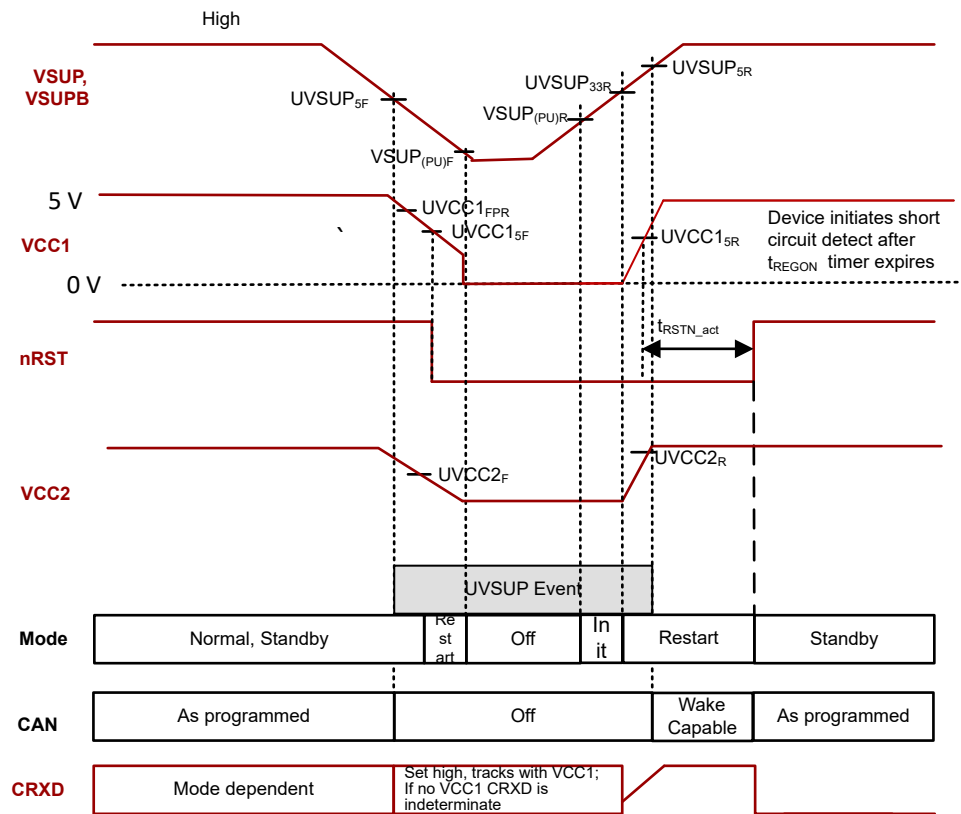 High
VSUP,
VSUPB
UVSUP5F
VSUP(PU)F
VSUP(PU)R
UVSUP33R
UVSUP5R
5 V
VCC1
0 V
`
UVCC1FPR
UVCC15F
UVCC15R
Device initiates short
circuit detect after
tREGON timer expires
nRST
tRSTN_act
VCC2
UVCC2F
UVCC2R
UVSUP Event
Mode
Normal, Standby
Re
st
art
Off
In
it
Restart
Standby
CAN
As programmed
Off
Wake
Capable
As programmed
CRXD
Mode dependent
Set high, tracks with VCC1;
If no VCC1 CRXD is
indeterminate